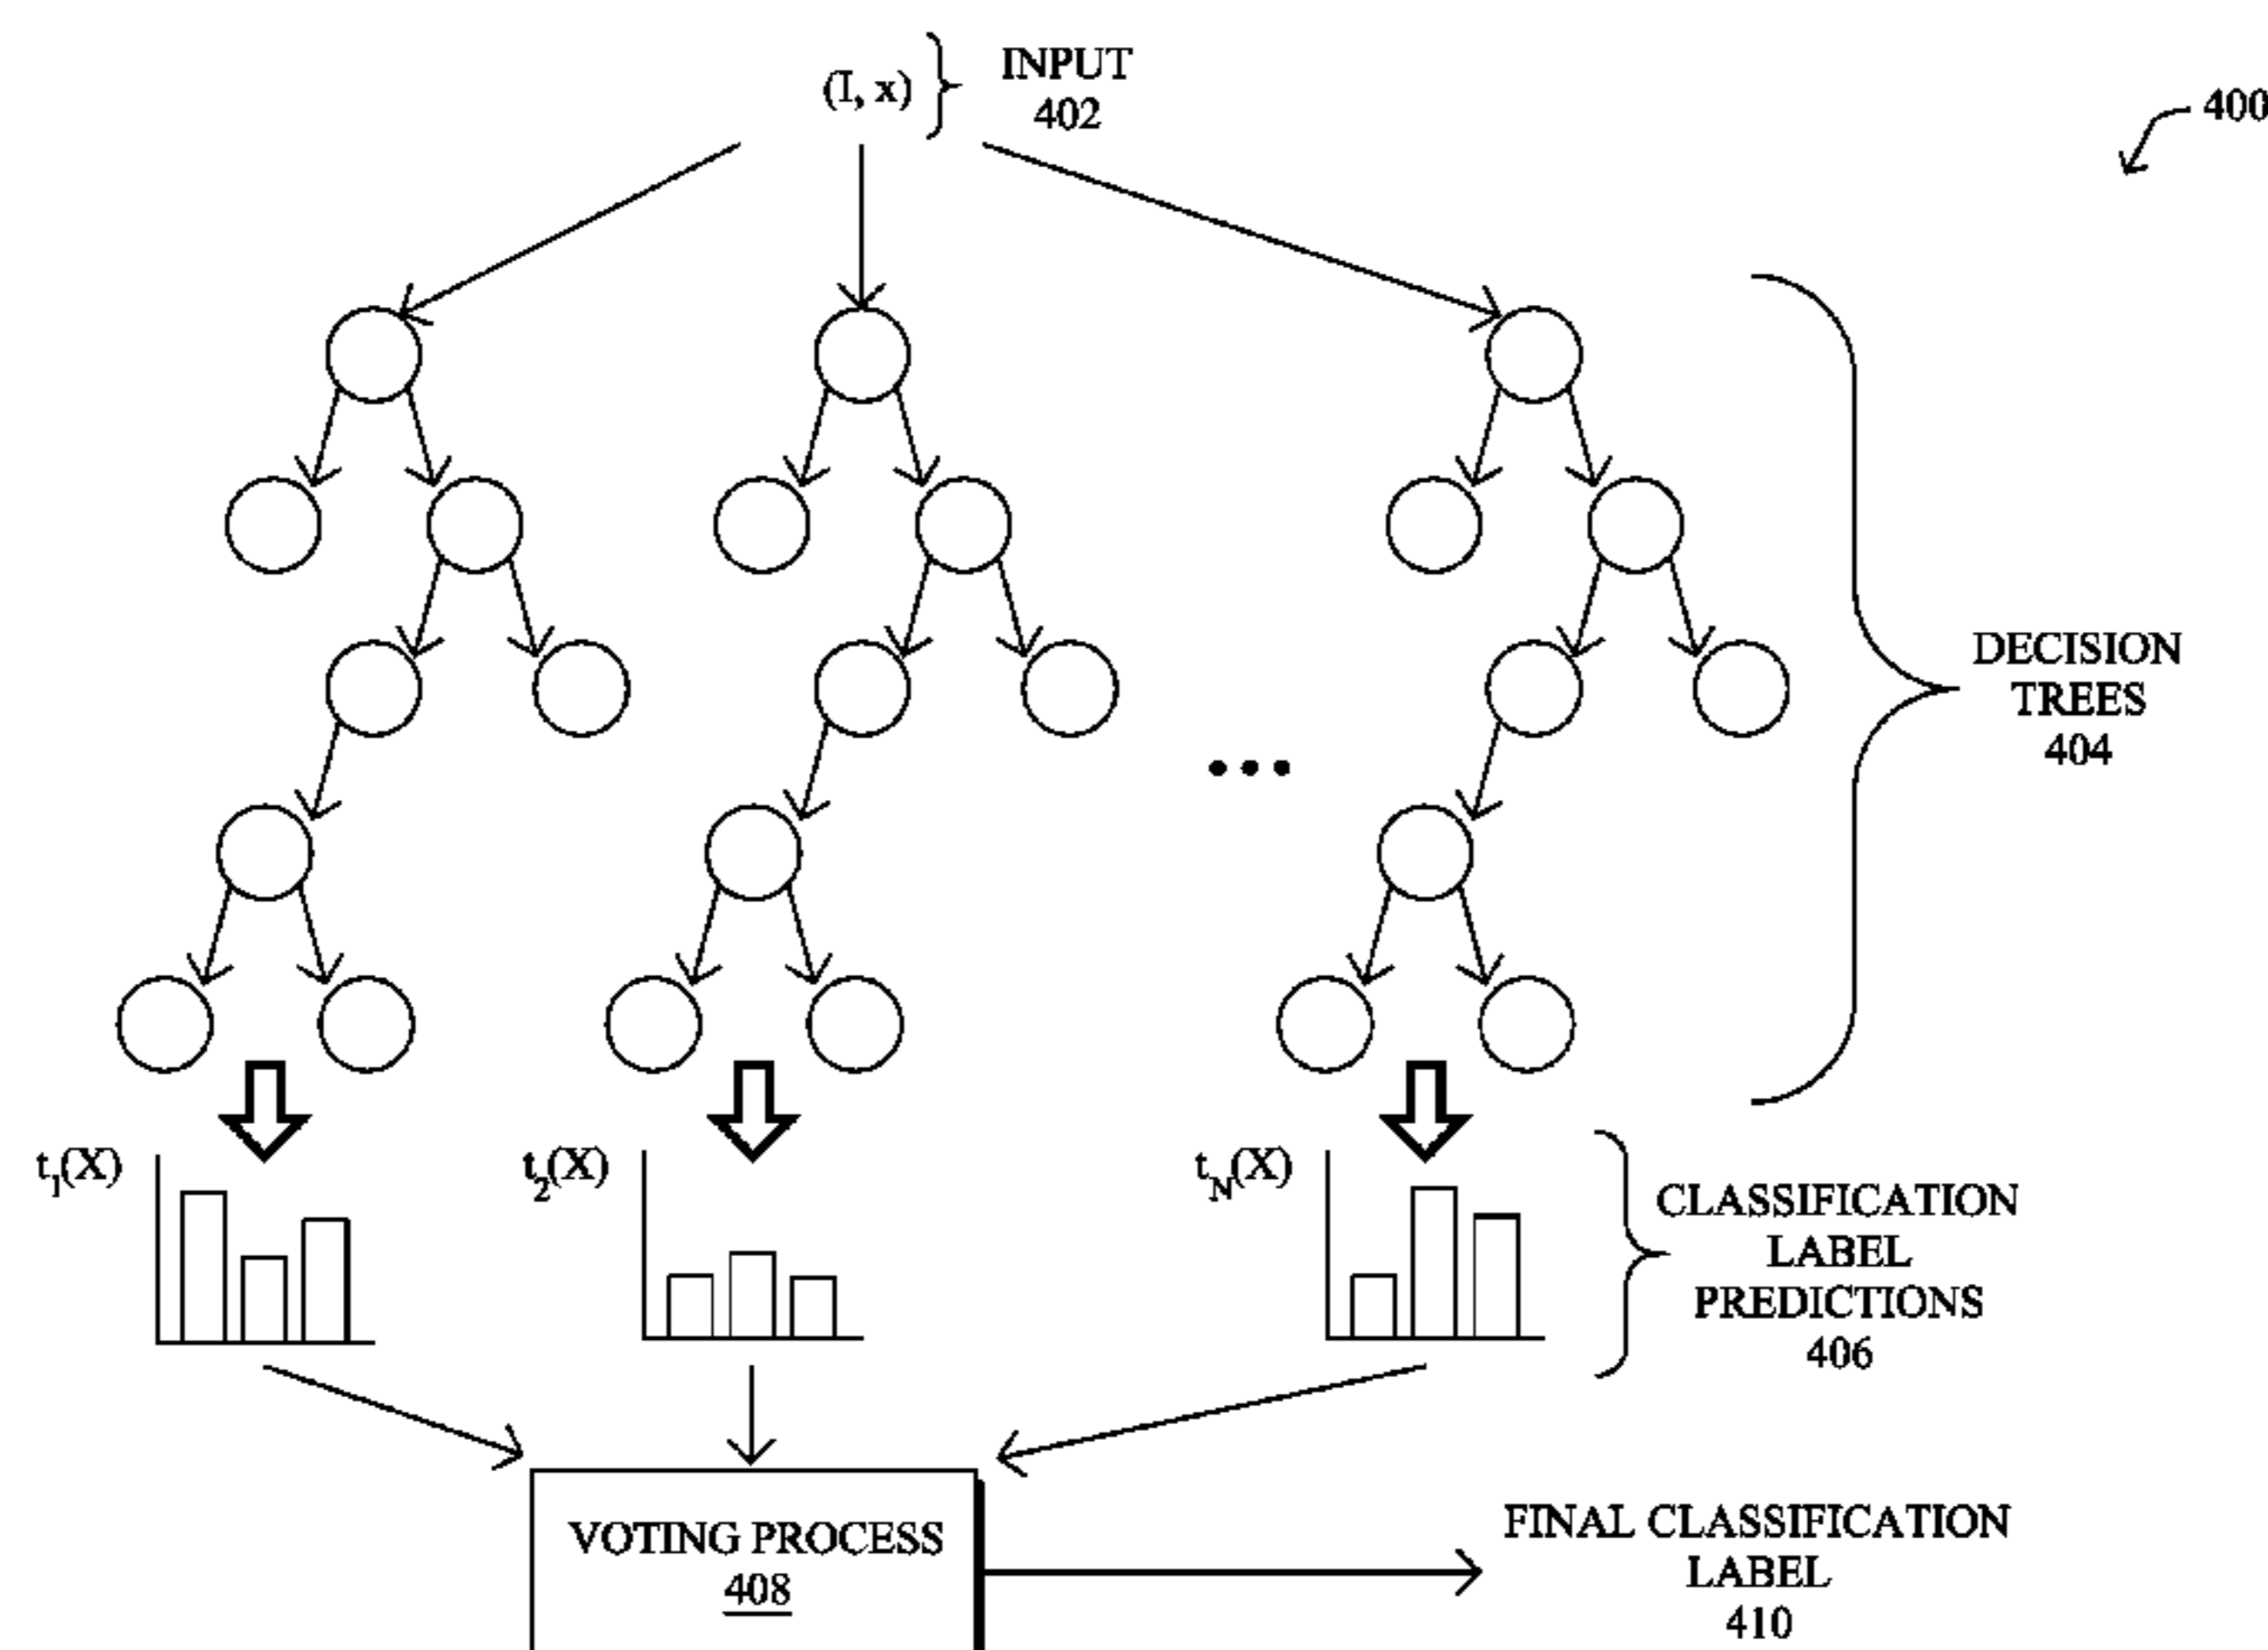 (I, x)
INPUT
402
400
DECISION
TREES
404
t1(X)
t2(X)
tN(X)
CLASSIFICATION
LABEL
PREDICTIONS
406
VOTING PROCESS
408
FINAL CLASSIFICATION
LABEL
410